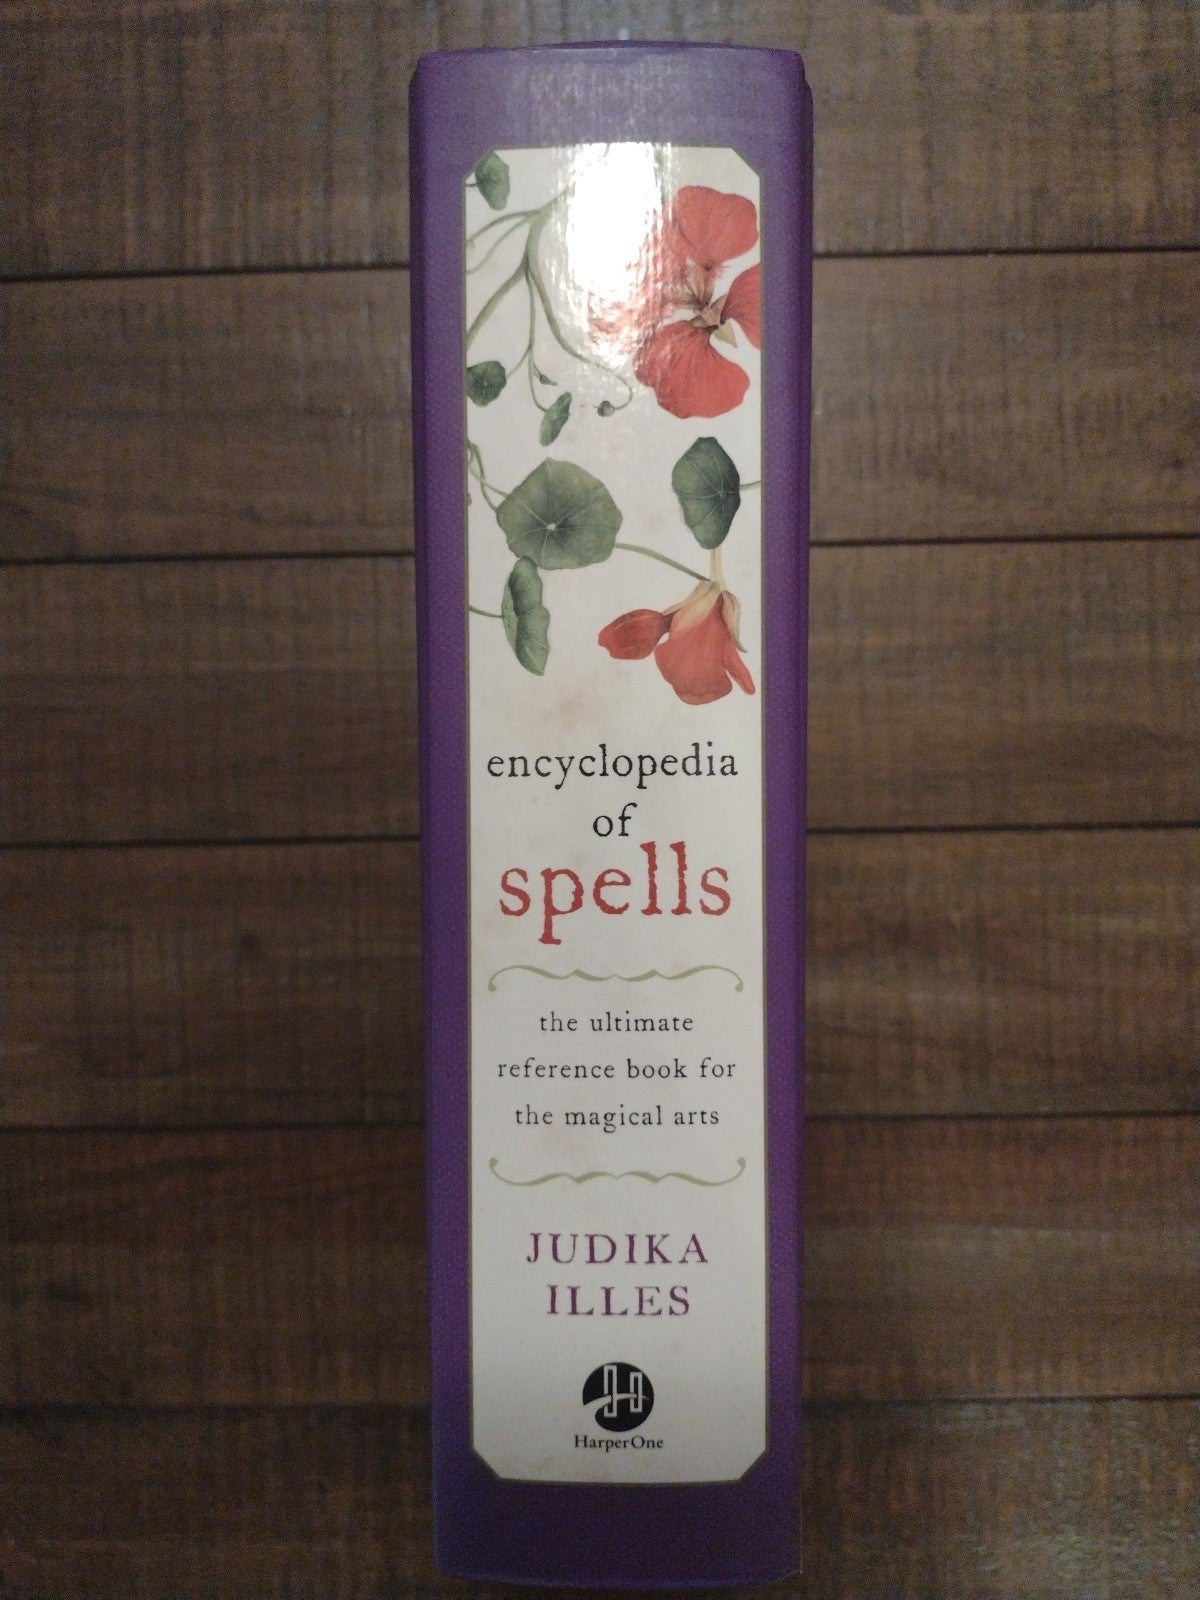 encyclopedia
of
spells
the ultimate
reference book for
the magical arts
JUDIKA
ILLES
H
HarperOne